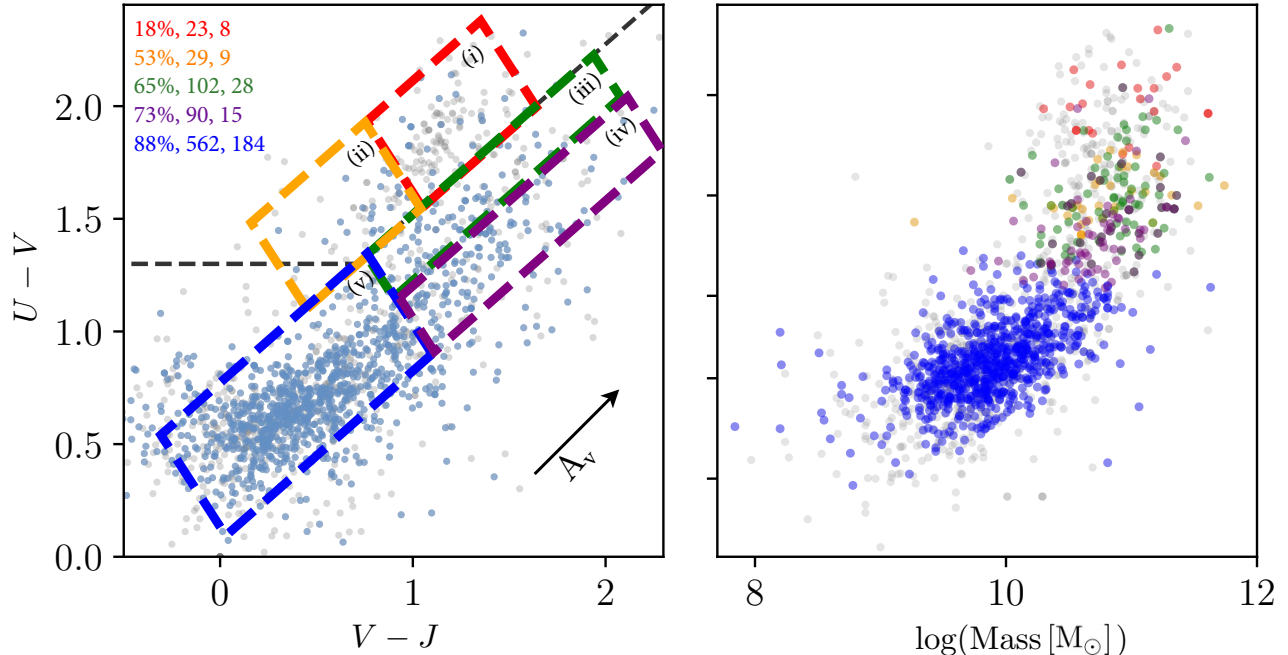 18%, 23, 8
53%, 29, 9
65%, 102, 28
73%, 90, 15
88%, 562, 184
(i)
(ii)
(iii)
(iv)
(v)
A_v
U − V
2.0
1.5
1.0
0.5
0.0
0
1
2
V − J
8
10
12
log(Mass [M_⊙])